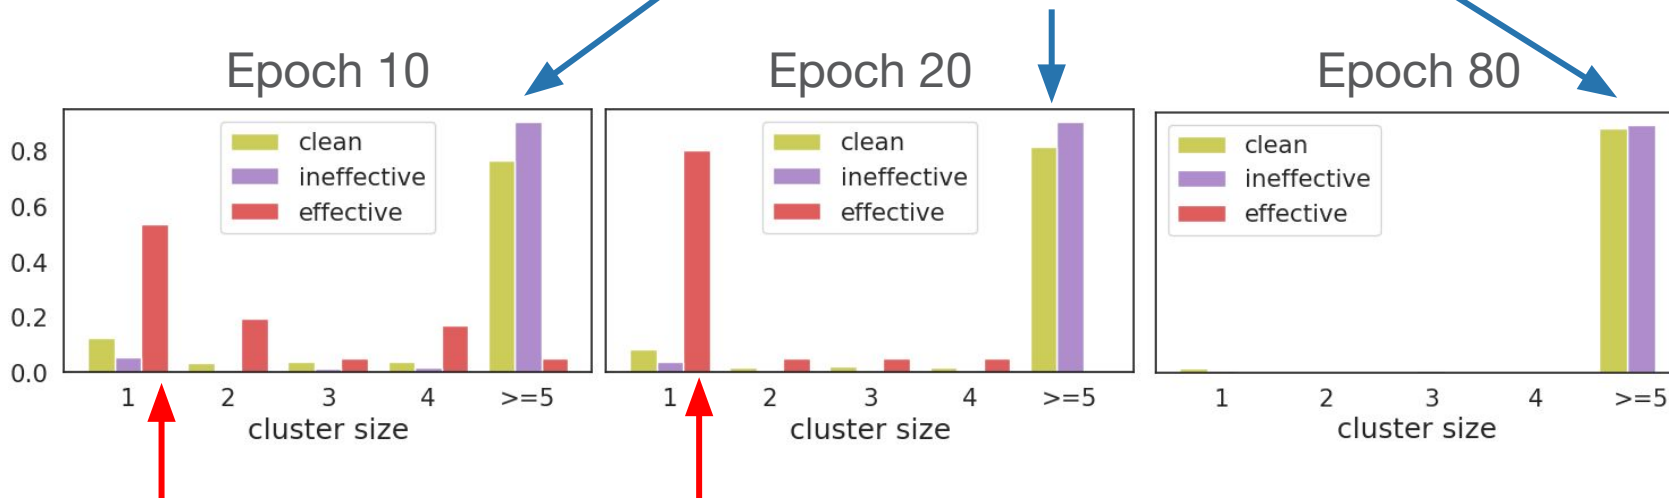 Epoch 10
Epoch 20
Epoch 80
clean
ineffective
effective
0.8
0.6
0.4
0.2
0.0
1 2 3 4 >=5
cluster size
clean
ineffective
effective
1 2 3 4 >=5
cluster size
clean
ineffective
effective
1 2 3 4 >=5
cluster size